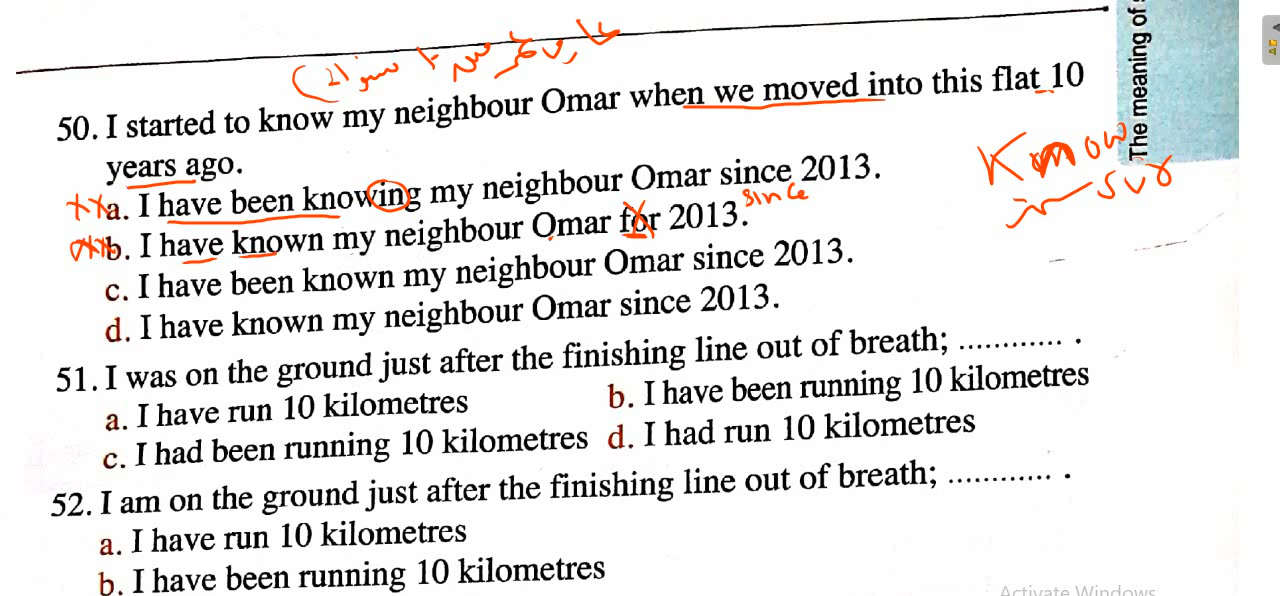 The meaning of
50. I started to know my neighbour Omar when we moved into this flat 10
years ago.
Know
a. I have been knowing my neighbour Omar since 2013.
since
b. I have known my neighbour Omar for 2013.
c. I have been known my neighbour Omar since 2013.
d. I have known my neighbour Omar since 2013.
51. I was on the ground just after the finishing line out of breath; ............ .
a. I have run 10 kilometres b. I have been running 10 kilometres
c. I had been running 10 kilometres d. I had run 10 kilometres
52. I am on the ground just after the finishing line out of breath; ............ .
a. I have run 10 kilometres
b. I have been running 10 kilometres
Activate Windows